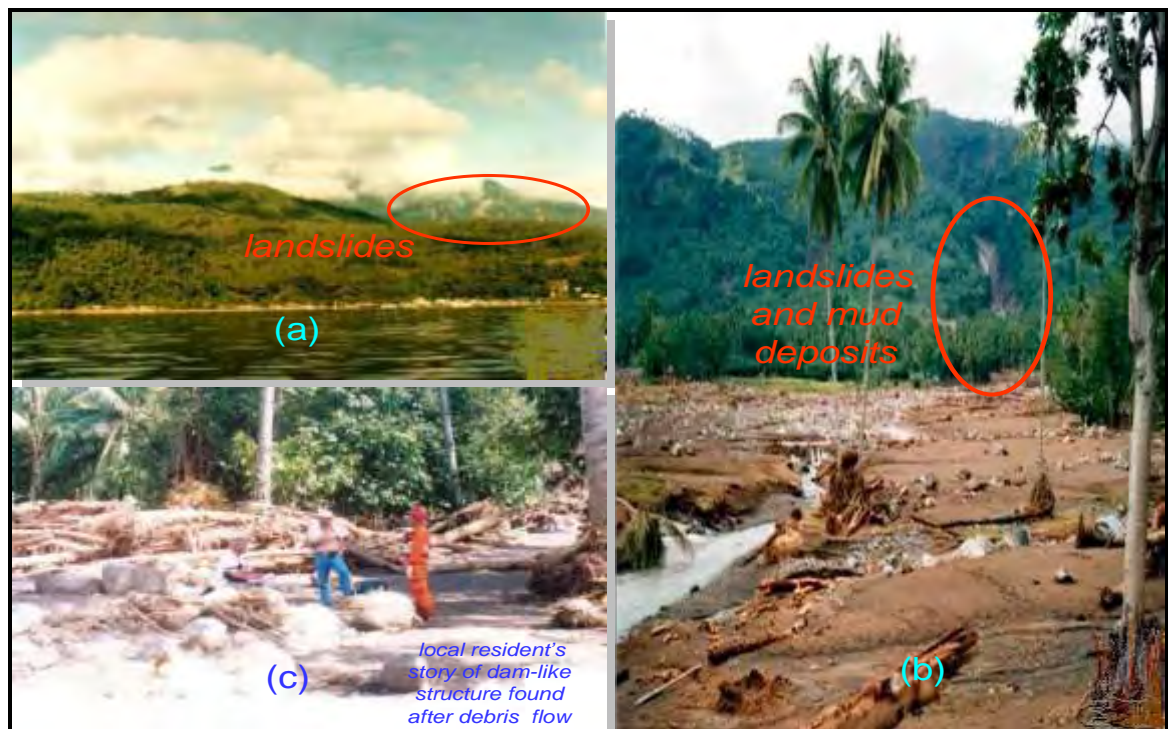 landslides
(a)
landslides
and mud
deposits
(b)
(c)
local resident's
story of dam-like
structure found
after debris flow